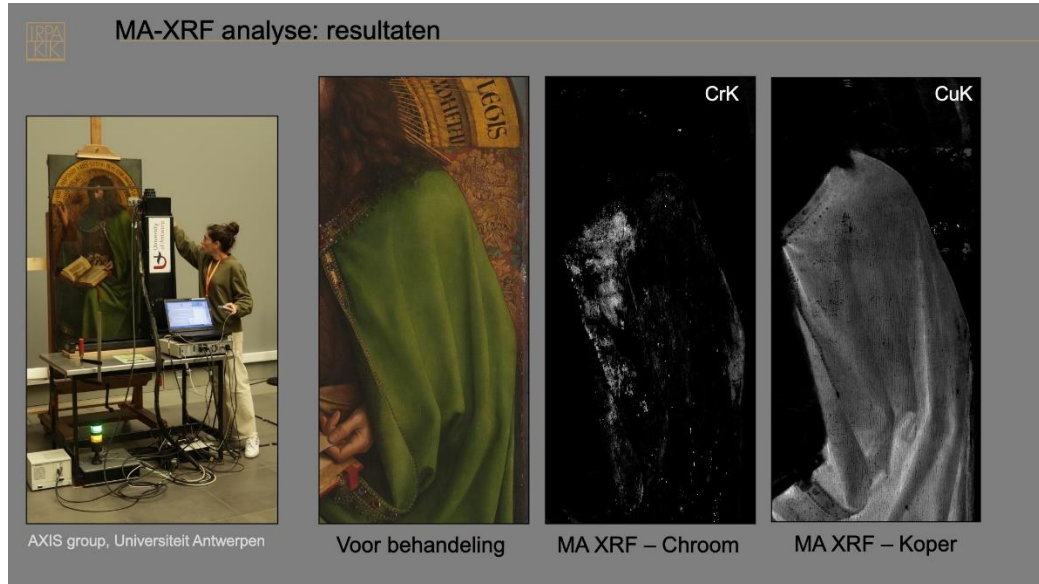 IRPA
KIK
MA-XRF analyse: resultaten
CrK
CuK
LEGIS
AXIS group, Universiteit Antwerpen
Voor behandeling
MA XRF – Chroom
MA XRF – Koper